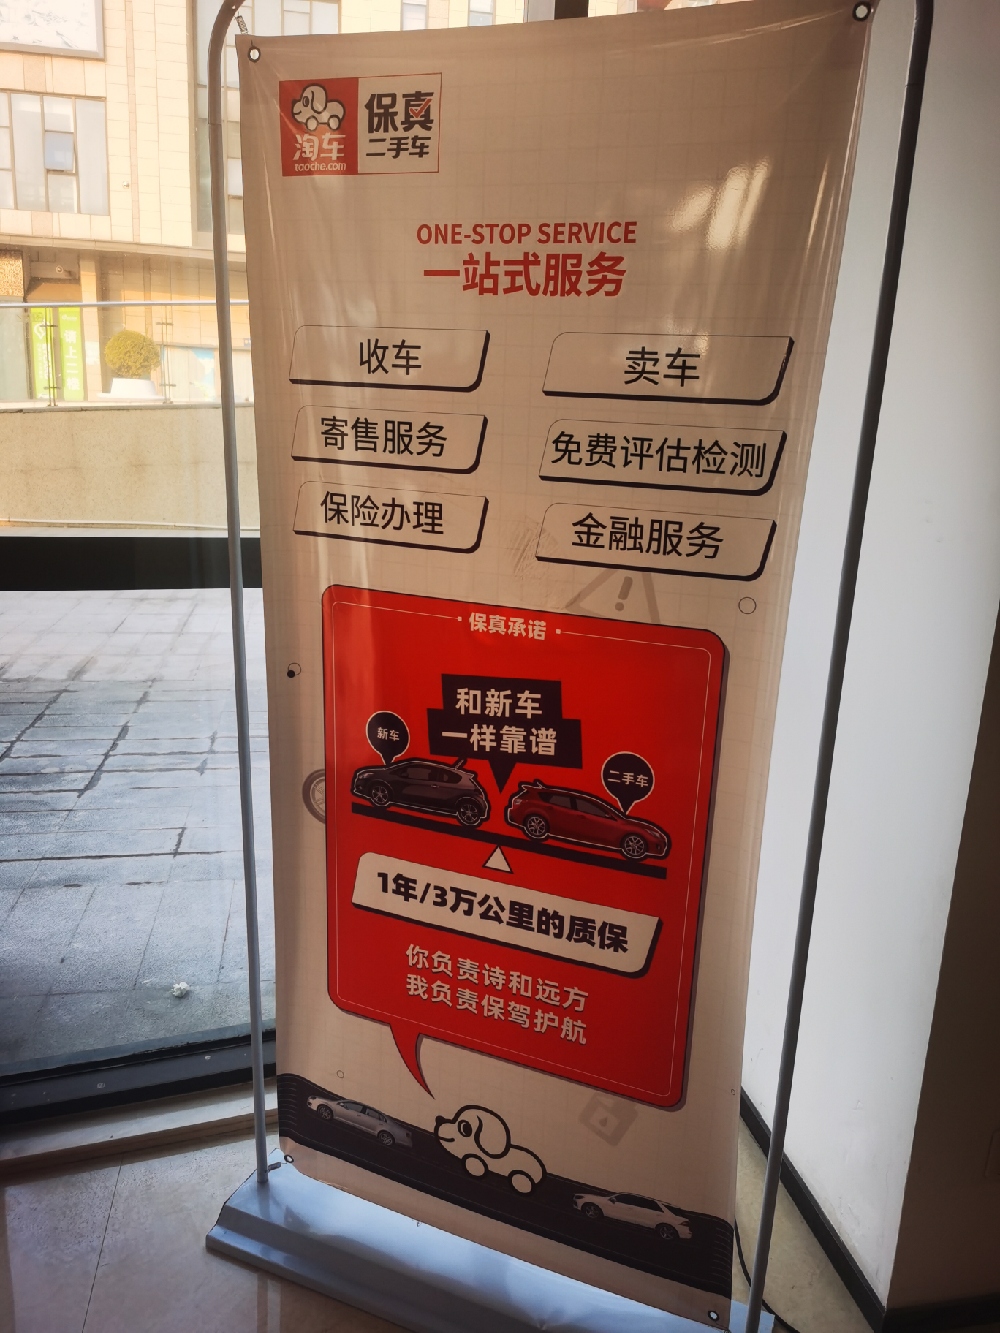 淘车
taoche.com
保真
二手车
ONE-STOP SERVICE
一站式服务
收车
卖车
寄售服务
免费评估检测
保险办理
金融服务
·保真承诺·
和新车
一样靠谱
新车
二手车
1年/3万公里的质保
你负责诗和远方
我负责保驾护航